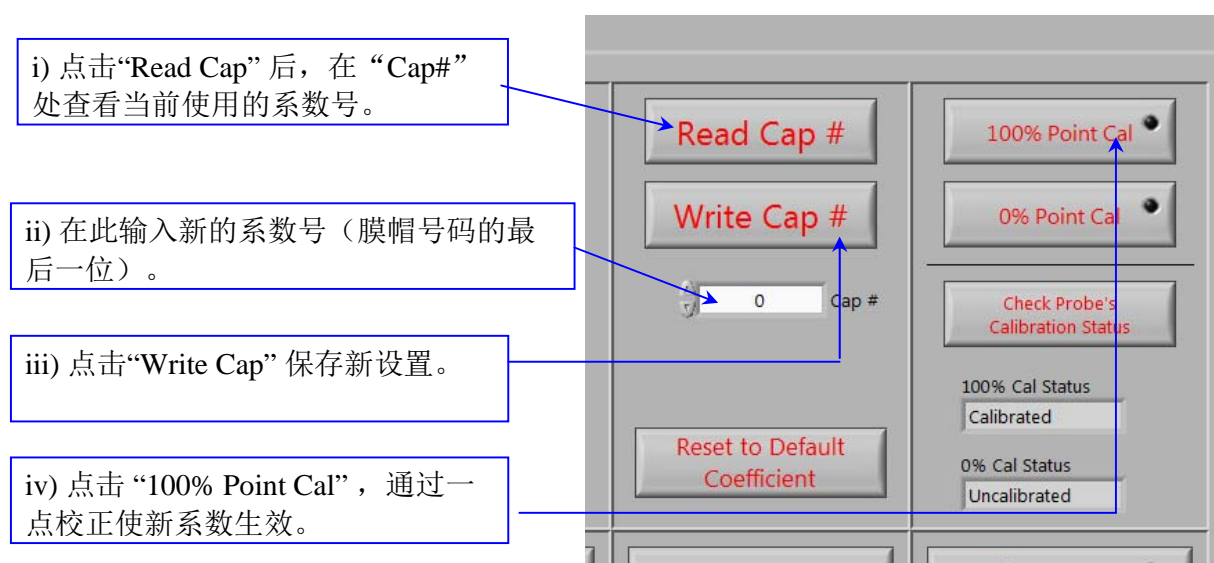 i) 点击“Read Cap” 后，在“Cap#”
处查看当前使用的系数号。
ii) 在此输入新的系数号（膜帽号码的最
后一位）。
iii) 点击“Write Cap” 保存新设置。
iv) 点击 “100% Point Cal” ，通过一
点校正使新系数生效。
Read Cap #
Write Cap #
0 Cap #
Reset to Default
Coefficient
100% Point Cal
0% Point Cal
Check Probe's
Calibration Status
100% Cal Status
Calibrated
0% Cal Status
Uncalibrated